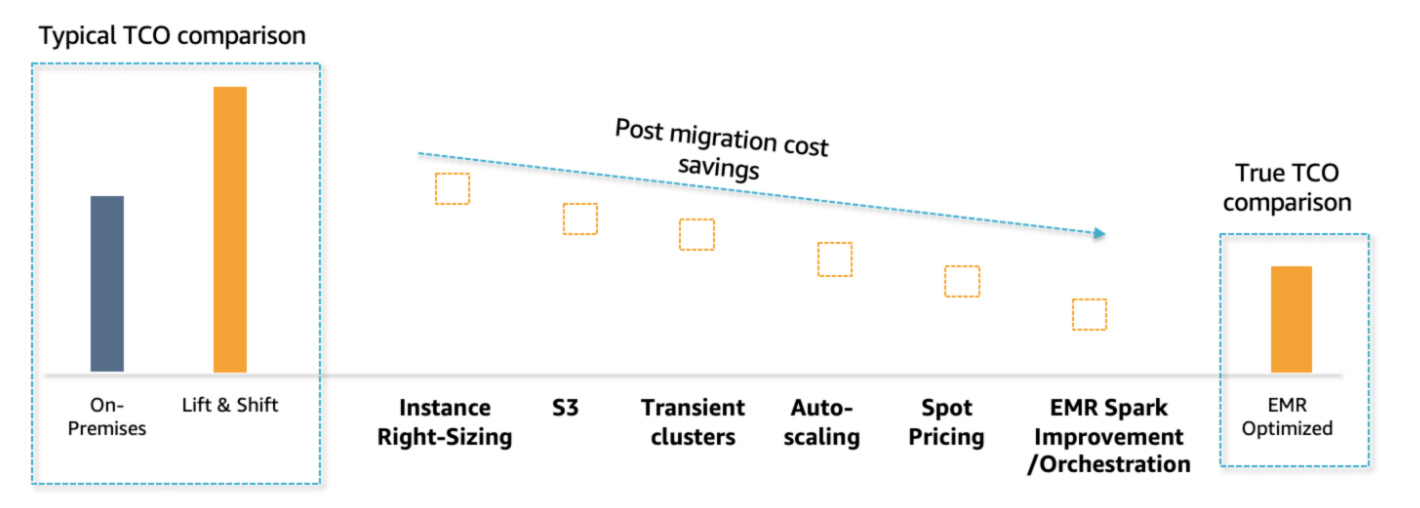 Typical TCO comparison
Post migration cost
savings
True TCO
comparison
On-
Premises
Lift & Shift
Instance
Right-Sizing
S3
Transient
clusters
Auto-
scaling
Spot
Pricing
EMR Spark
Improvement
/Orchestration
EMR
Optimized